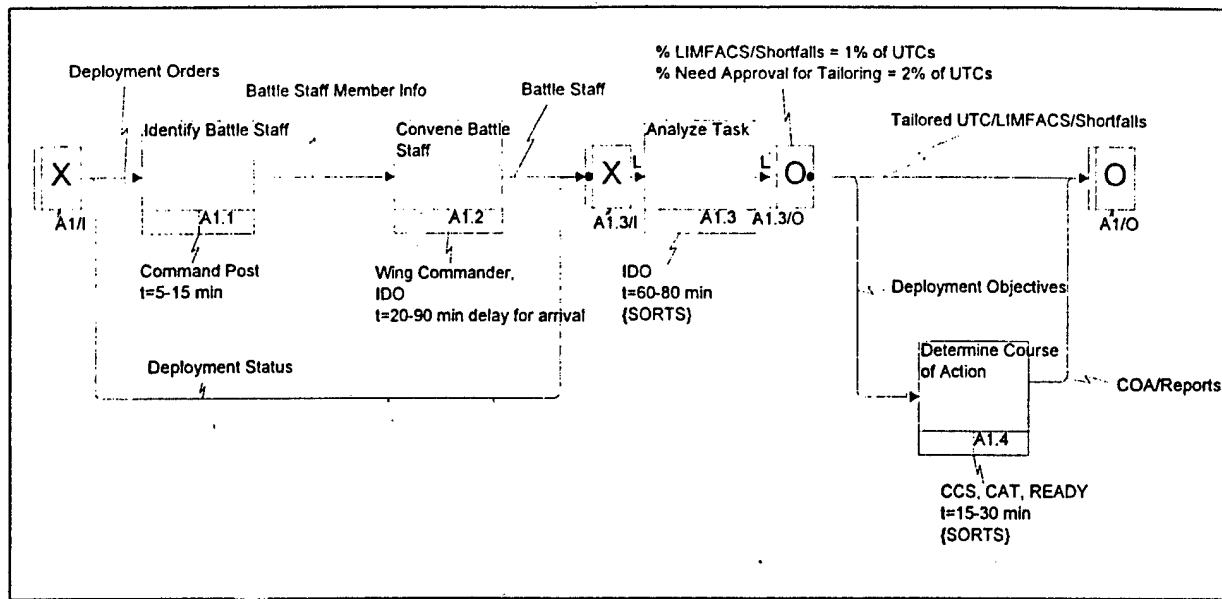 % LIMFACS/Shortfalls = 1% of UTCs
% Need Approval for Tailoring = 2% of UTCs
Deployment Orders
Battle Staff Member Info
Battle Staff
Tailored UTC/LIMFACS/Shortfalls
Identify Battle Staff
Convene Battle
Staff
Analyze Task
X
X
L
L
O
O
A1/I
A1.1
A1.2
A1.3/I
A1.3
A1.3/O
A1/O
Command Post
t=5-15 min
Wing Commander,
IDO
t=20-90 min delay for arrival
IDO
t=60-80 min
{SORTS}
Deployment Objectives
Deployment Status
Determine Course
of Action
COA/Reports
A1.4
CCS, CAT, READY
t=15-30 min
{SORTS}